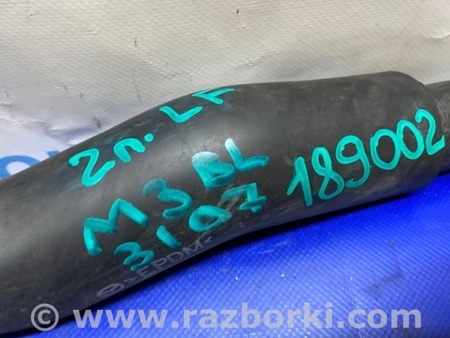 2л. LF
M3 BL
3107
189002
>EPDM<
www.razborki.com